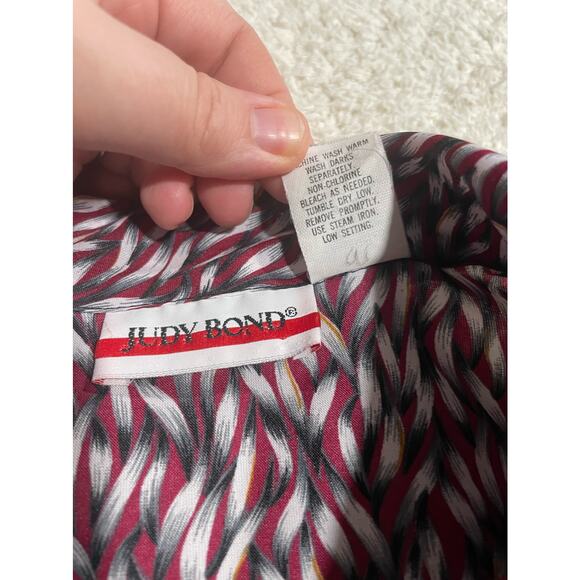 CHINE WASH WARM
WASH DARKS
SEPARATELY.
NON-CHLORINE
BLEACH AS NEEDED.
TUMBLE DRY LOW.
REMOVE PROMPTLY.
USE STEAM IRON.
LOW SETTING.
JUDY BOND®